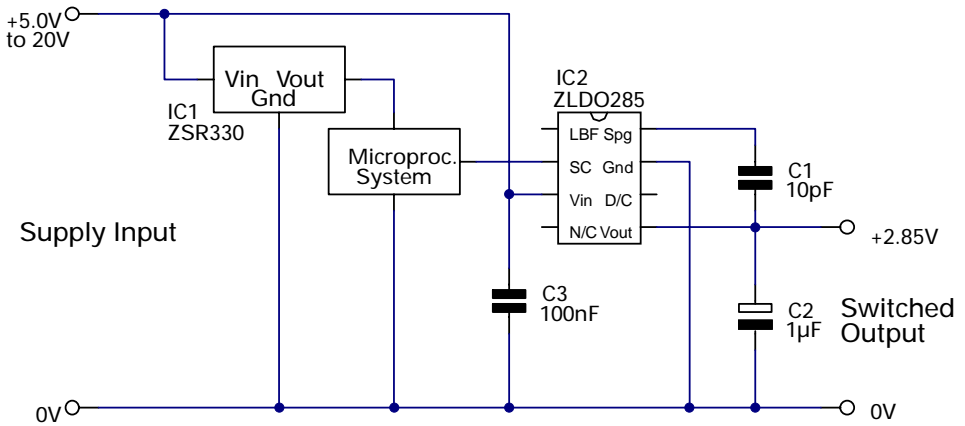 +5.0V
to 20V
Vin Vout
Gnd
IC1
ZSR330
Microproc.
System
IC2
ZLDO285
LBF Spg
SC Gnd
Vin D/C
N/C Vout
C1
10pF
+2.85V
Supply Input
C3
100nF
C2
1µF
Switched
Output
0V
0V